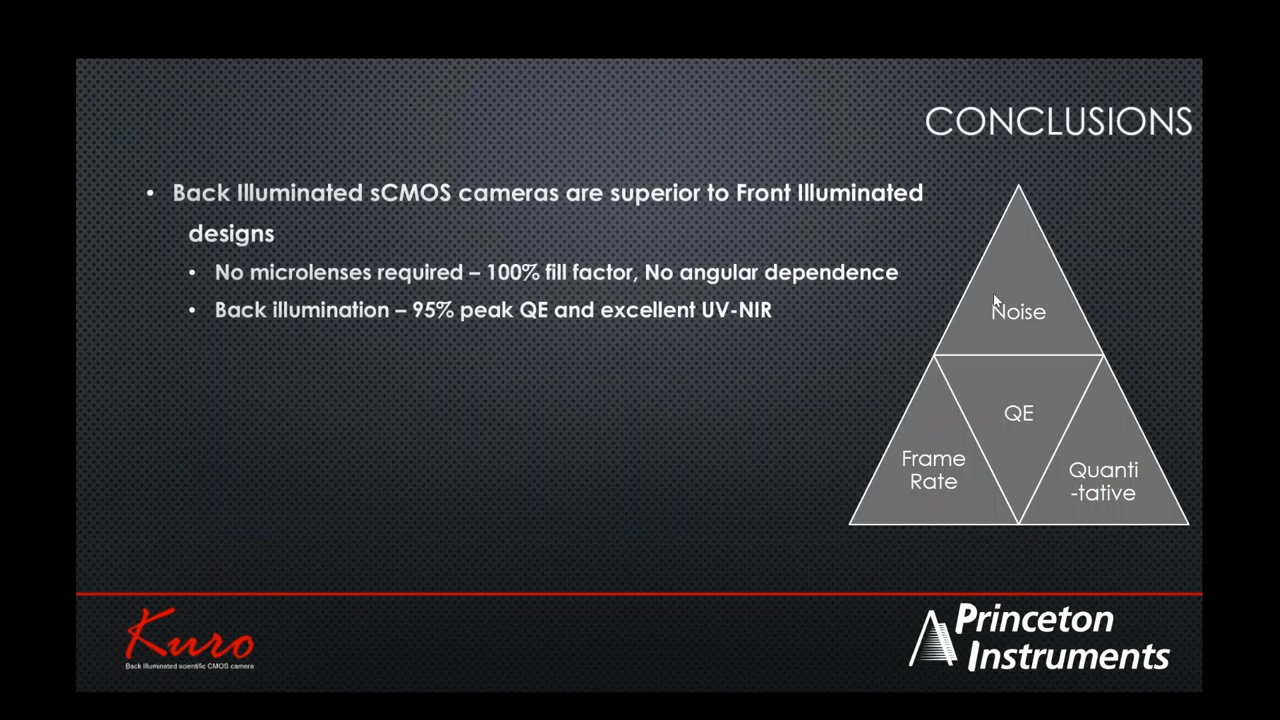 CONCLUSIONS
• Back Illuminated sCMOS cameras are superior to Front Illuminated
designs
• No microlenses required – 100% fill factor, No angular dependence
• Back illumination – 95% peak QE and excellent UV-NIR
Noise
QE
Frame
Rate
Quanti
-tative
Kuro
Back Illuminated scientific CMOS camera
Princeton
Instruments